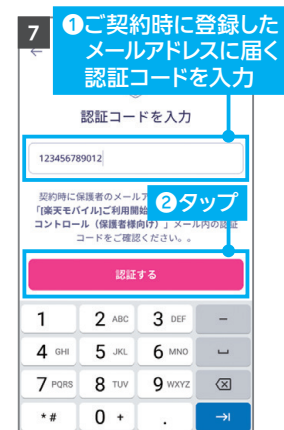 7
❶ご契約時に登録した
メールアドレスに届く
認証コードを入力
←
認証コードを入力
123456789012
契約時に保護者のメールア
「[楽天モバイル]ご利用開始
❷タップ
コントロール（保護者様向け）」メール内の認証
コードをご確認ください。。
認証する
1 2 ABC 3 DEF −
4 GHI 5 JKL 6 MNO
7 PQRS 8 TUV 9 WXYZ
* # 0 + .